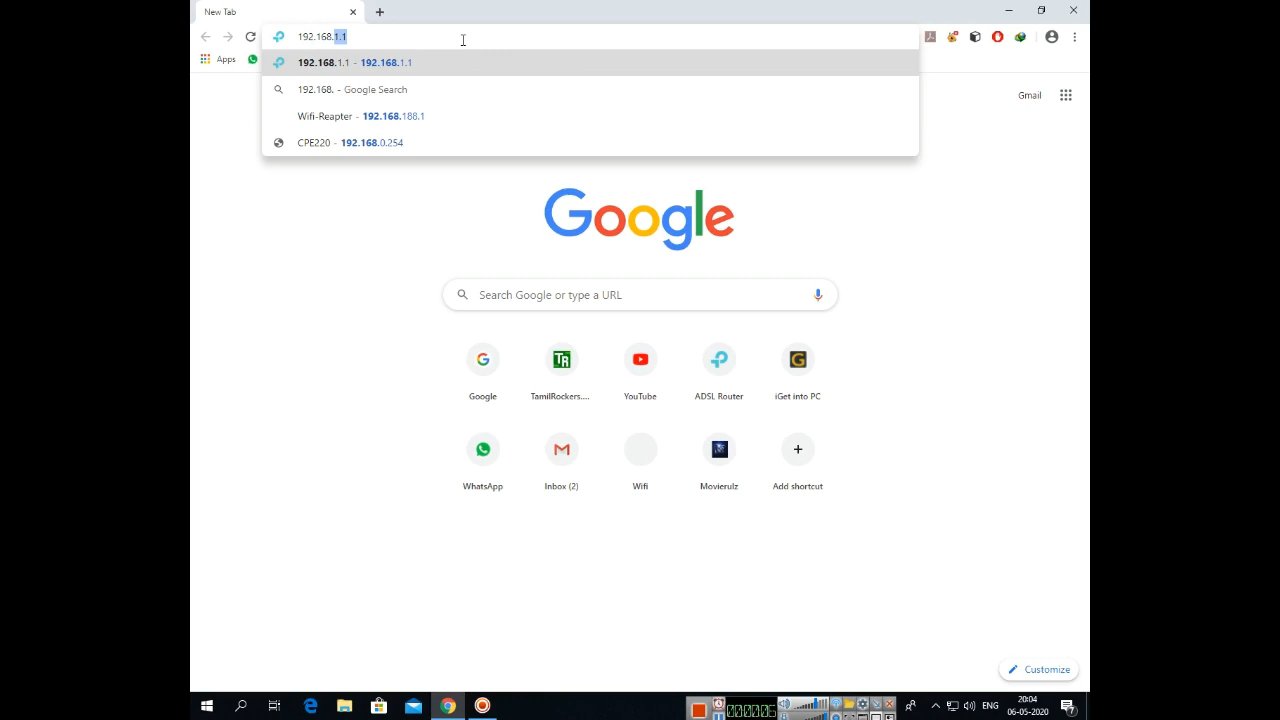 New Tab
192.168.1.1
Apps
192.168.1.1 - 192.168.1.1
192.168. - Google Search
Wifi-Reapter - 192.168.188.1
CPE220 - 192.168.0.254
Gmail
Google
Search Google or type a URL
Google
TamilRockers....
YouTube
ADSL Router
iGet into PC
WhatsApp
Inbox (2)
Wifi
Movierulz
Add shortcut
Customize
000006
ENG
20:04
06-05-2020